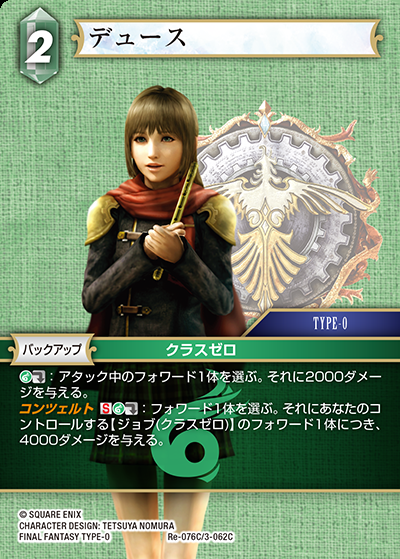 2
デュース
TYPE-0
バックアップ
クラスゼロ
：アタック中のフォワード1体を選ぶ。それに2000ダメー
ジを与える。
コンツェルト S ：フォワード1体を選ぶ。それにあなたのコ
ントロールする【ジョブ(クラスゼロ)】のフォワード1体につき、
4000ダメージを与える。
© SQUARE ENIX
CHARACTER DESIGN: TETSUYA NOMURA
FINAL FANTASY TYPE-0
Re-076C/3-062C